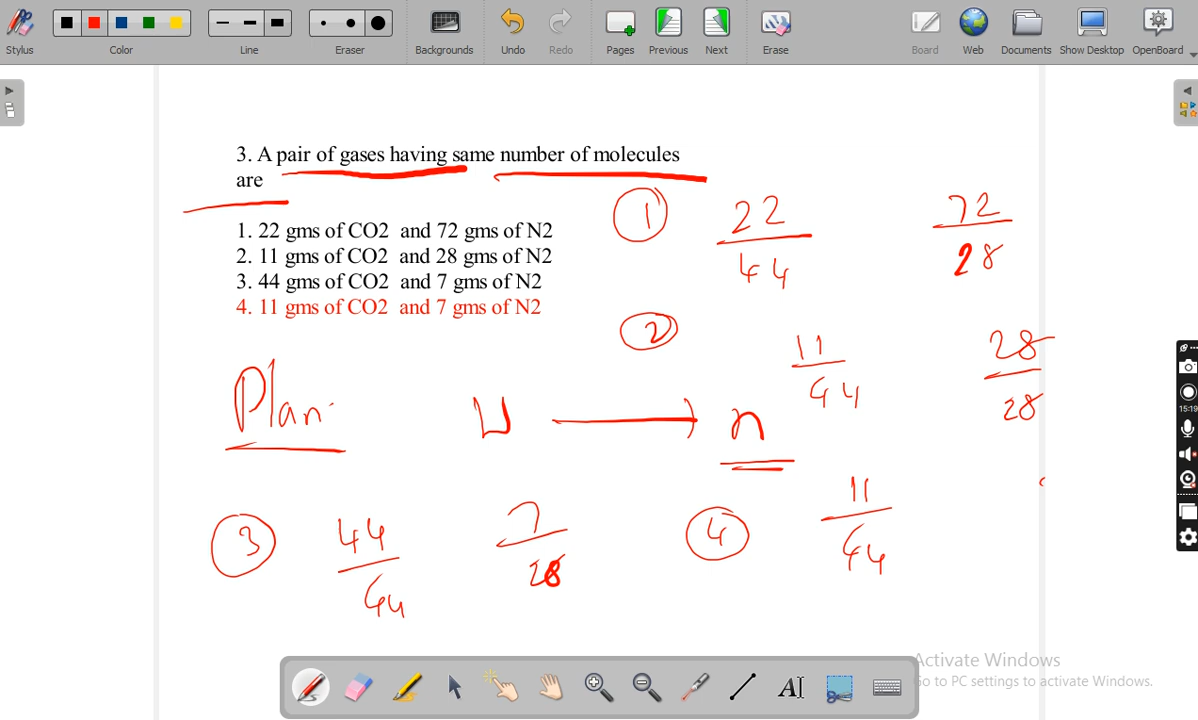 Stylus
Color
Line
Eraser
Backgrounds
Undo
Redo
Pages
Previous
Next
Erase
Board
Web
Documents
Show Desktop
OpenBoard
3. A pair of gases having same number of molecules
are
1. 22 gms of CO2 and 72 gms of N2
2. 11 gms of CO2 and 28 gms of N2
3. 44 gms of CO2 and 7 gms of N2
4. 11 gms of CO2 and 7 gms of N2
1
22
44
72
28
2
11
44
28
28
Plan
W
n
3
44
44
7
28
4
11
44
15:19
Activate Windows
Go to PC settings to activate Windows.
AI